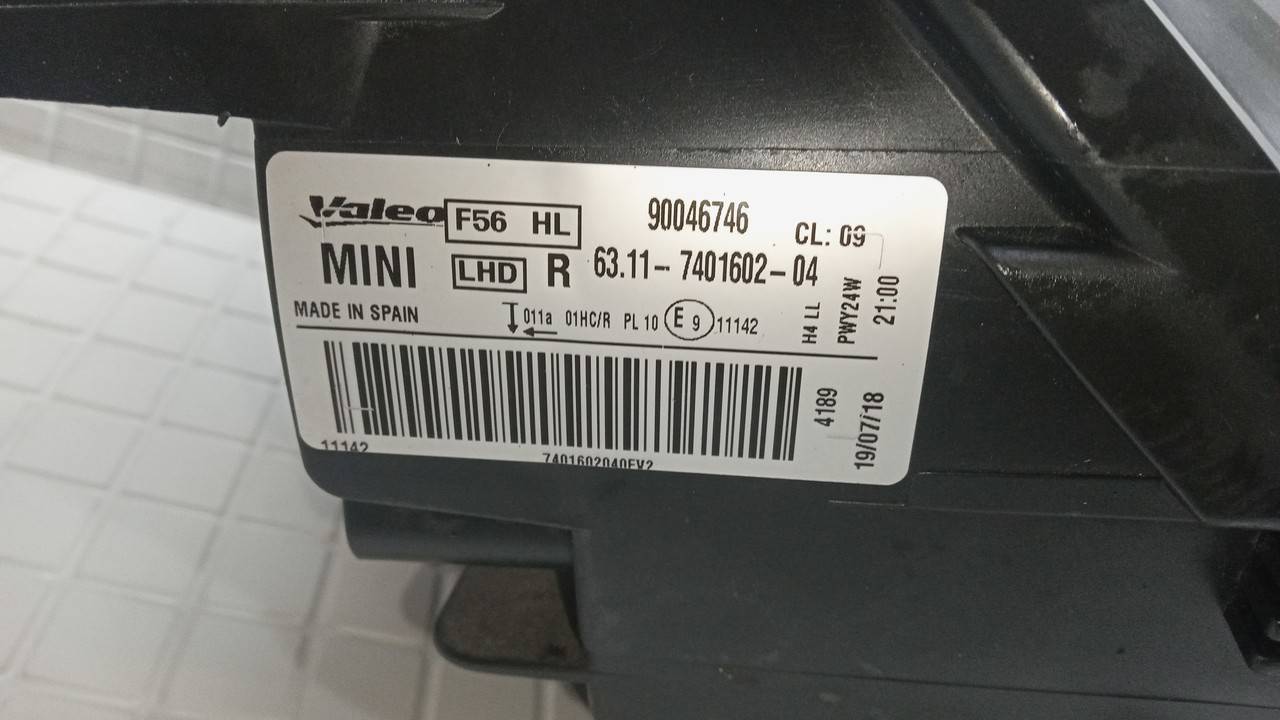 Valeo F56 HL 90046746 CL: 09
MINI LHD R 63.11-7401602-04
MADE IN SPAIN 011a 01HC/R PL 10 E 9 11142
H4 LL
PWY24W
21:00
4189
19/07/18
11142
7401602040EV2